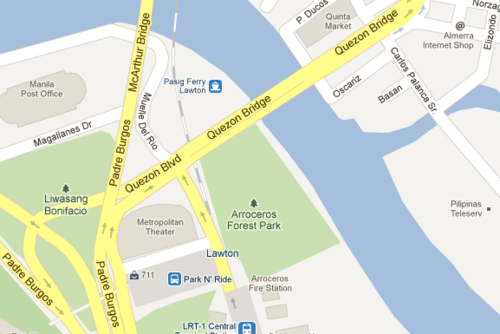 P. Ducos
Norzag
Quinta
Market
Quezon Bridge
Almerra
Internet Shop
Elizondo
McArthur Bridge
Manila
Post Office
Pasig Ferry
Lawton
Oscariz
Basan
Carlos Palanca Sr.
Muelle Del Rio
Quezon Bridge
Magallanes Dr
Padre Burgos
Quezon Blvd
Liwasang
Bonifacio
Arroceros
Forest Park
Pilipinas
Teleserv
Metropolitan
Theater
Lawton
Padre Burgos
Padre Burgos
711
Park N' Ride
Arroceros
Fire Station
LRT-1 Central